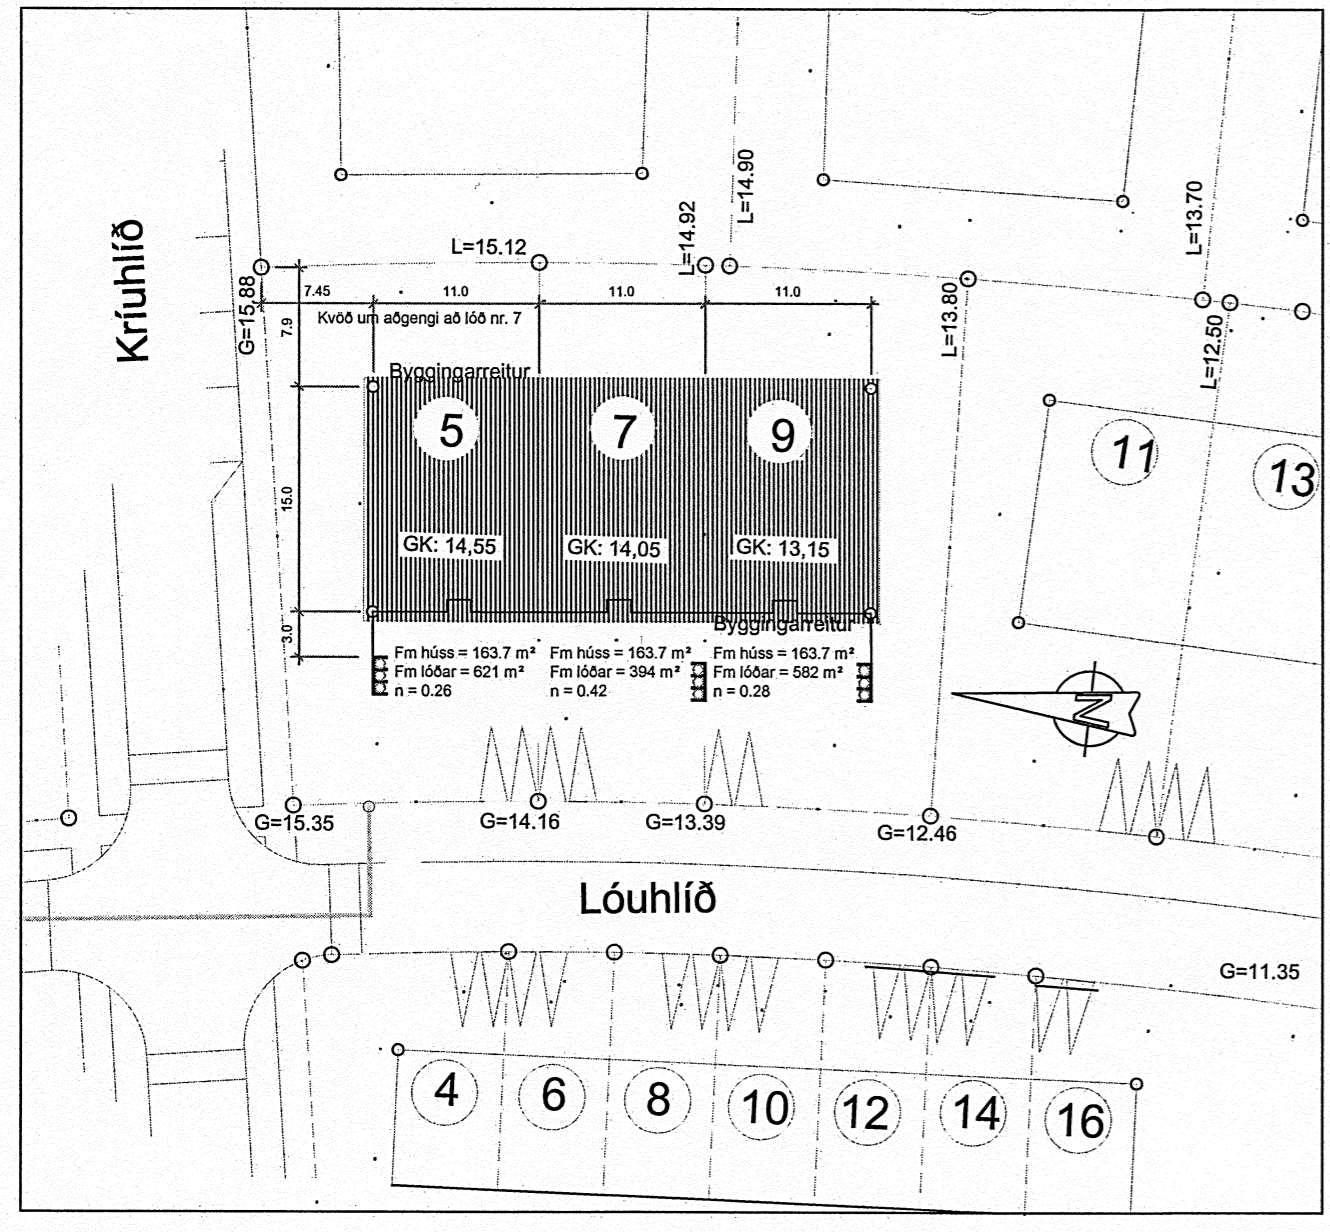 L=14.90
L=14.92
L=13.70
Kríuhlíð
L=15.12
G=15.88
7.45
11.0
11.0
11.0
L=13.80
L=12.50
7.9
Kvöð um aðgengi að lóð nr. 7
Byggingarreitur
5
7
9
11
13
15.0
GK: 14,55
GK: 14,05
GK: 13,15
3.0
Byggingarreitur
Fm húss = 163.7 m²
Fm lóðar = 621 m²
n = 0.26
Fm húss = 163.7 m²
Fm lóðar = 394 m²
n = 0.42
Fm húss = 163.7 m²
Fm lóðar = 582 m²
n = 0.28
N
G=15.35
G=14.16
G=13.39
G=12.46
Lóuhlíð
G=11.35
4
6
8
10
12
14
16